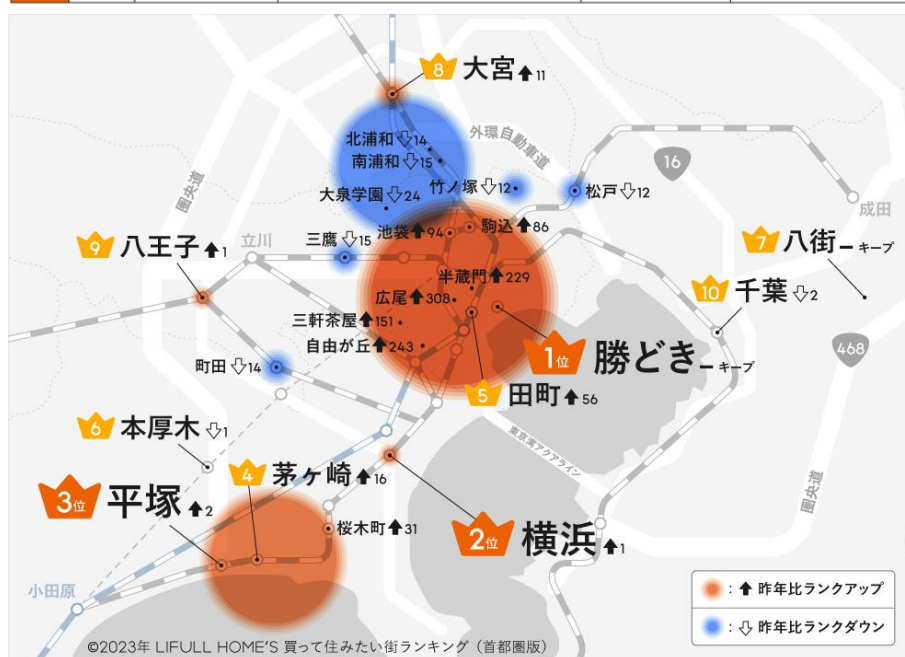 8 大宮 ↑11
北浦和 ⇩14
南浦和 ⇩15
外環自動車道
16
圏央道
大泉学園 ⇩24
竹ノ塚 ⇩12
松戸 ⇩12
成田
池袋 ↑94
駒込 ↑86
9 八王子 ↑1
立川
三鷹 ⇩15
7 八街 – キープ
半蔵門 ↑229
10 千葉 ⇩2
広尾 ↑308
三軒茶屋 ↑151
自由が丘 ↑243
1位 勝どき – キープ
468
町田 ⇩14
5 田町 ↑56
6 本厚木 ⇩1
東京湾アクアライン
3位 平塚 ↑2
4 茅ヶ崎 ↑16
圏央道
桜木町 ↑31
2位 横浜 ↑1
小田原
: ↑ 昨年比ランクアップ
: ⇩ 昨年比ランクダウン
©2023年 LIFULL HOME'S 買って住みたい街ランキング（首都圏版）